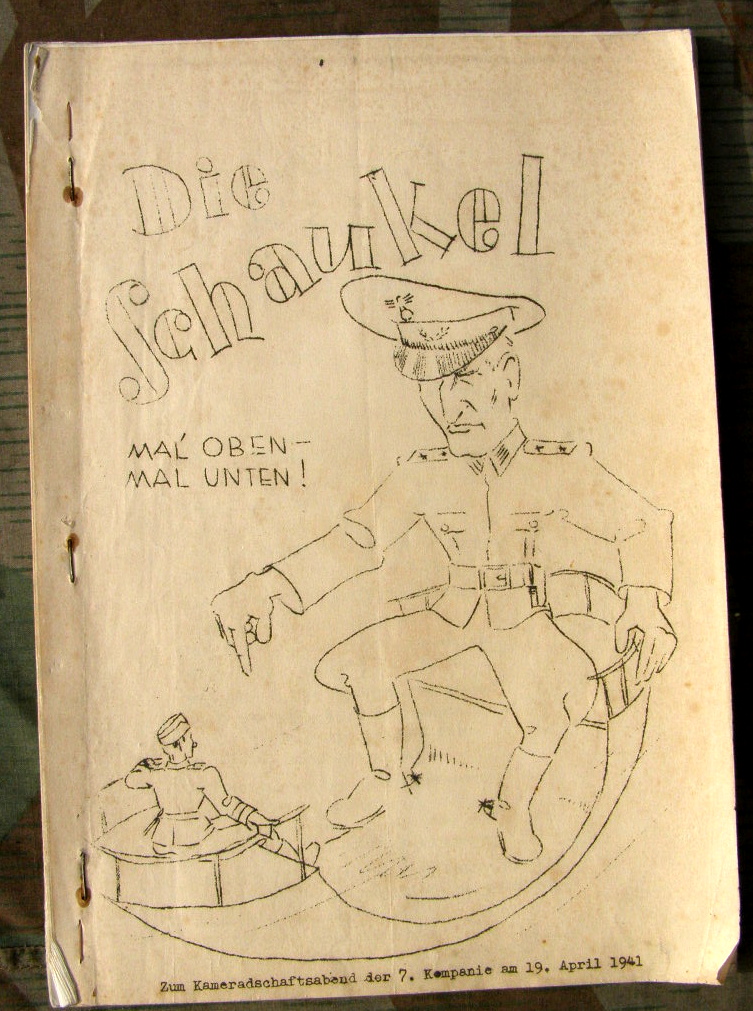 Die
Schaukel
MAL' OBEN-
MAL UNTEN!
Zum Kameradschaftsabend der 7. Kompanie am 19. April 1941